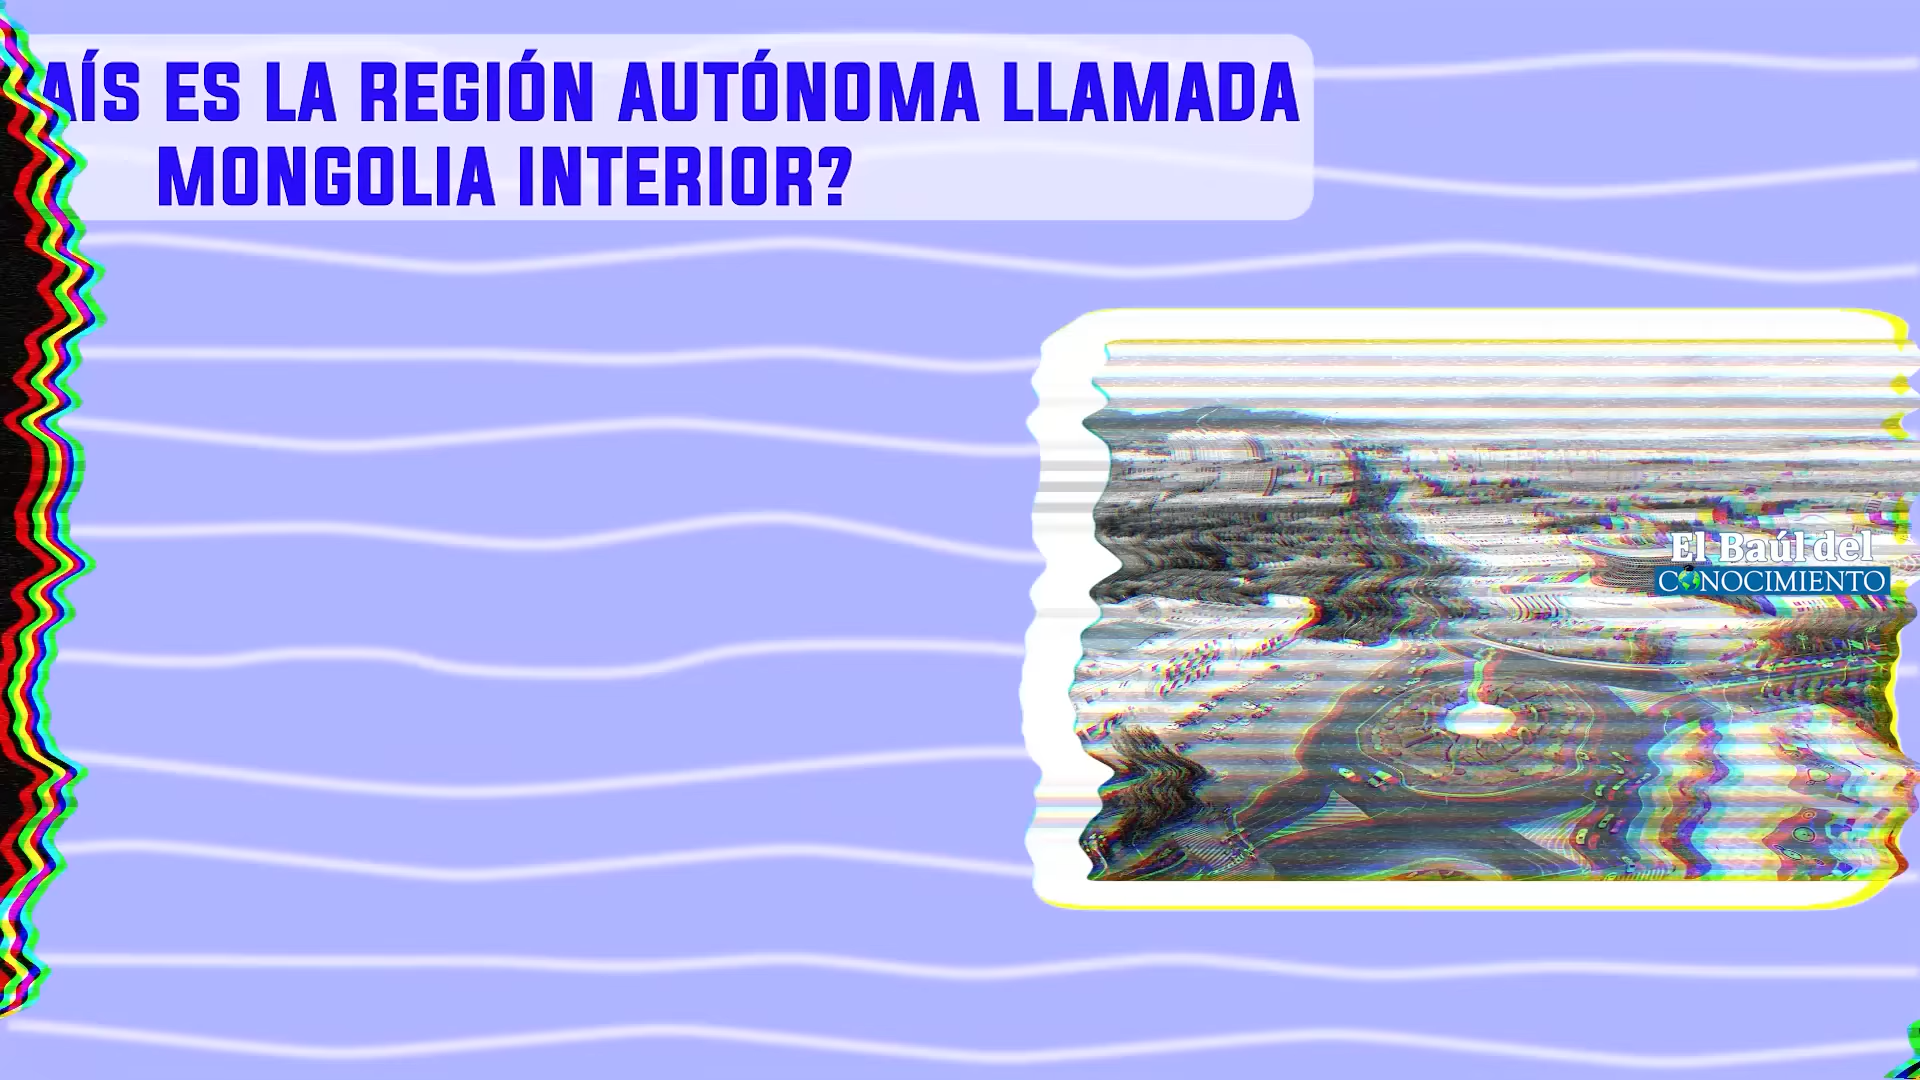 AÍS ES LA REGIÓN AUTÓNOMA LLAMADA
MONGOLIA INTERIOR?
El Baúl del
CONOCIMIENTO